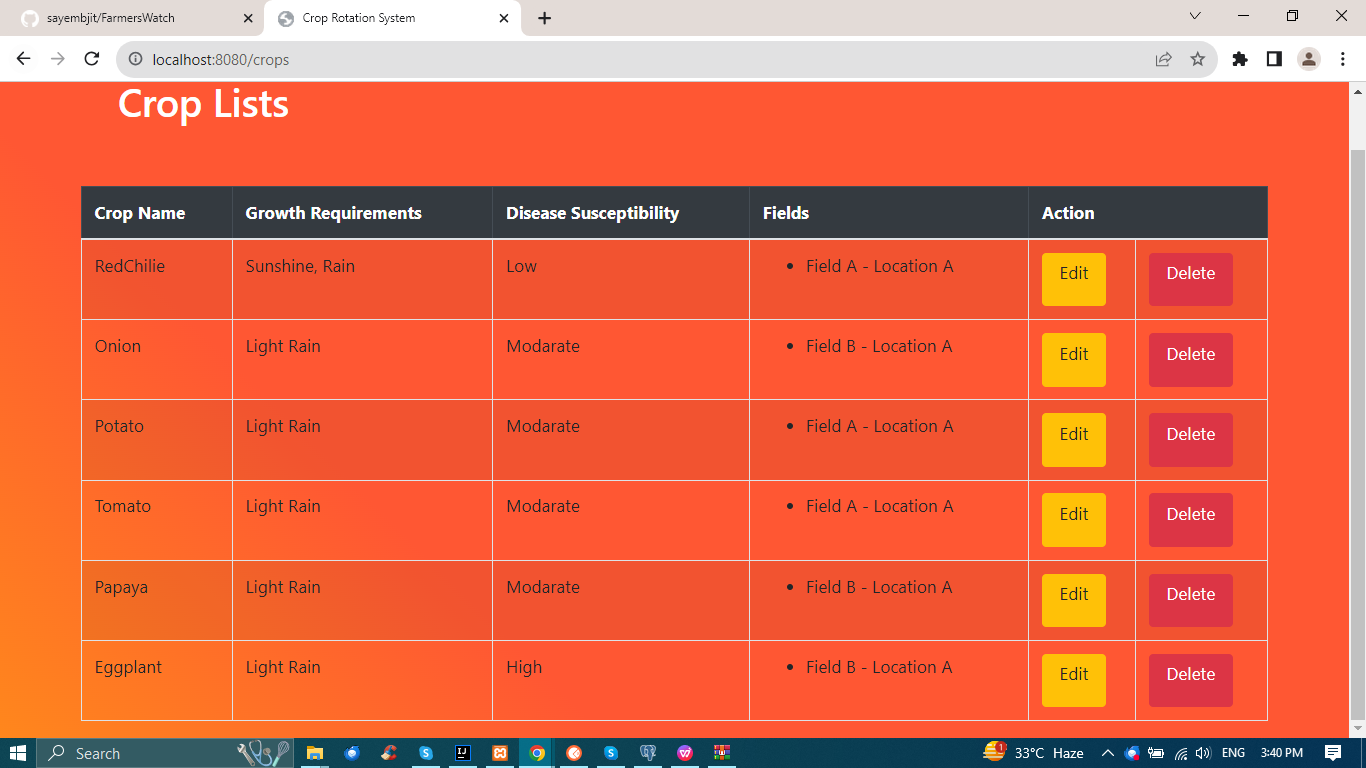 sayembjit/FarmersWatch Crop Rotation System
localhost:8080/crops
Crop Lists
Crop Name Growth Requirements Disease Susceptibility Fields Action
RedChilie Sunshine, Rain Low • Field A - Location A Edit Delete
Onion Light Rain Modarate • Field B - Location A Edit Delete
Potato Light Rain Modarate • Field A - Location A Edit Delete
Tomato Light Rain Modarate • Field A - Location A Edit Delete
Papaya Light Rain Modarate • Field B - Location A Edit Delete
Eggplant Light Rain High • Field B - Location A Edit Delete
Search 1 33°C Haze ENG 3:40 PM